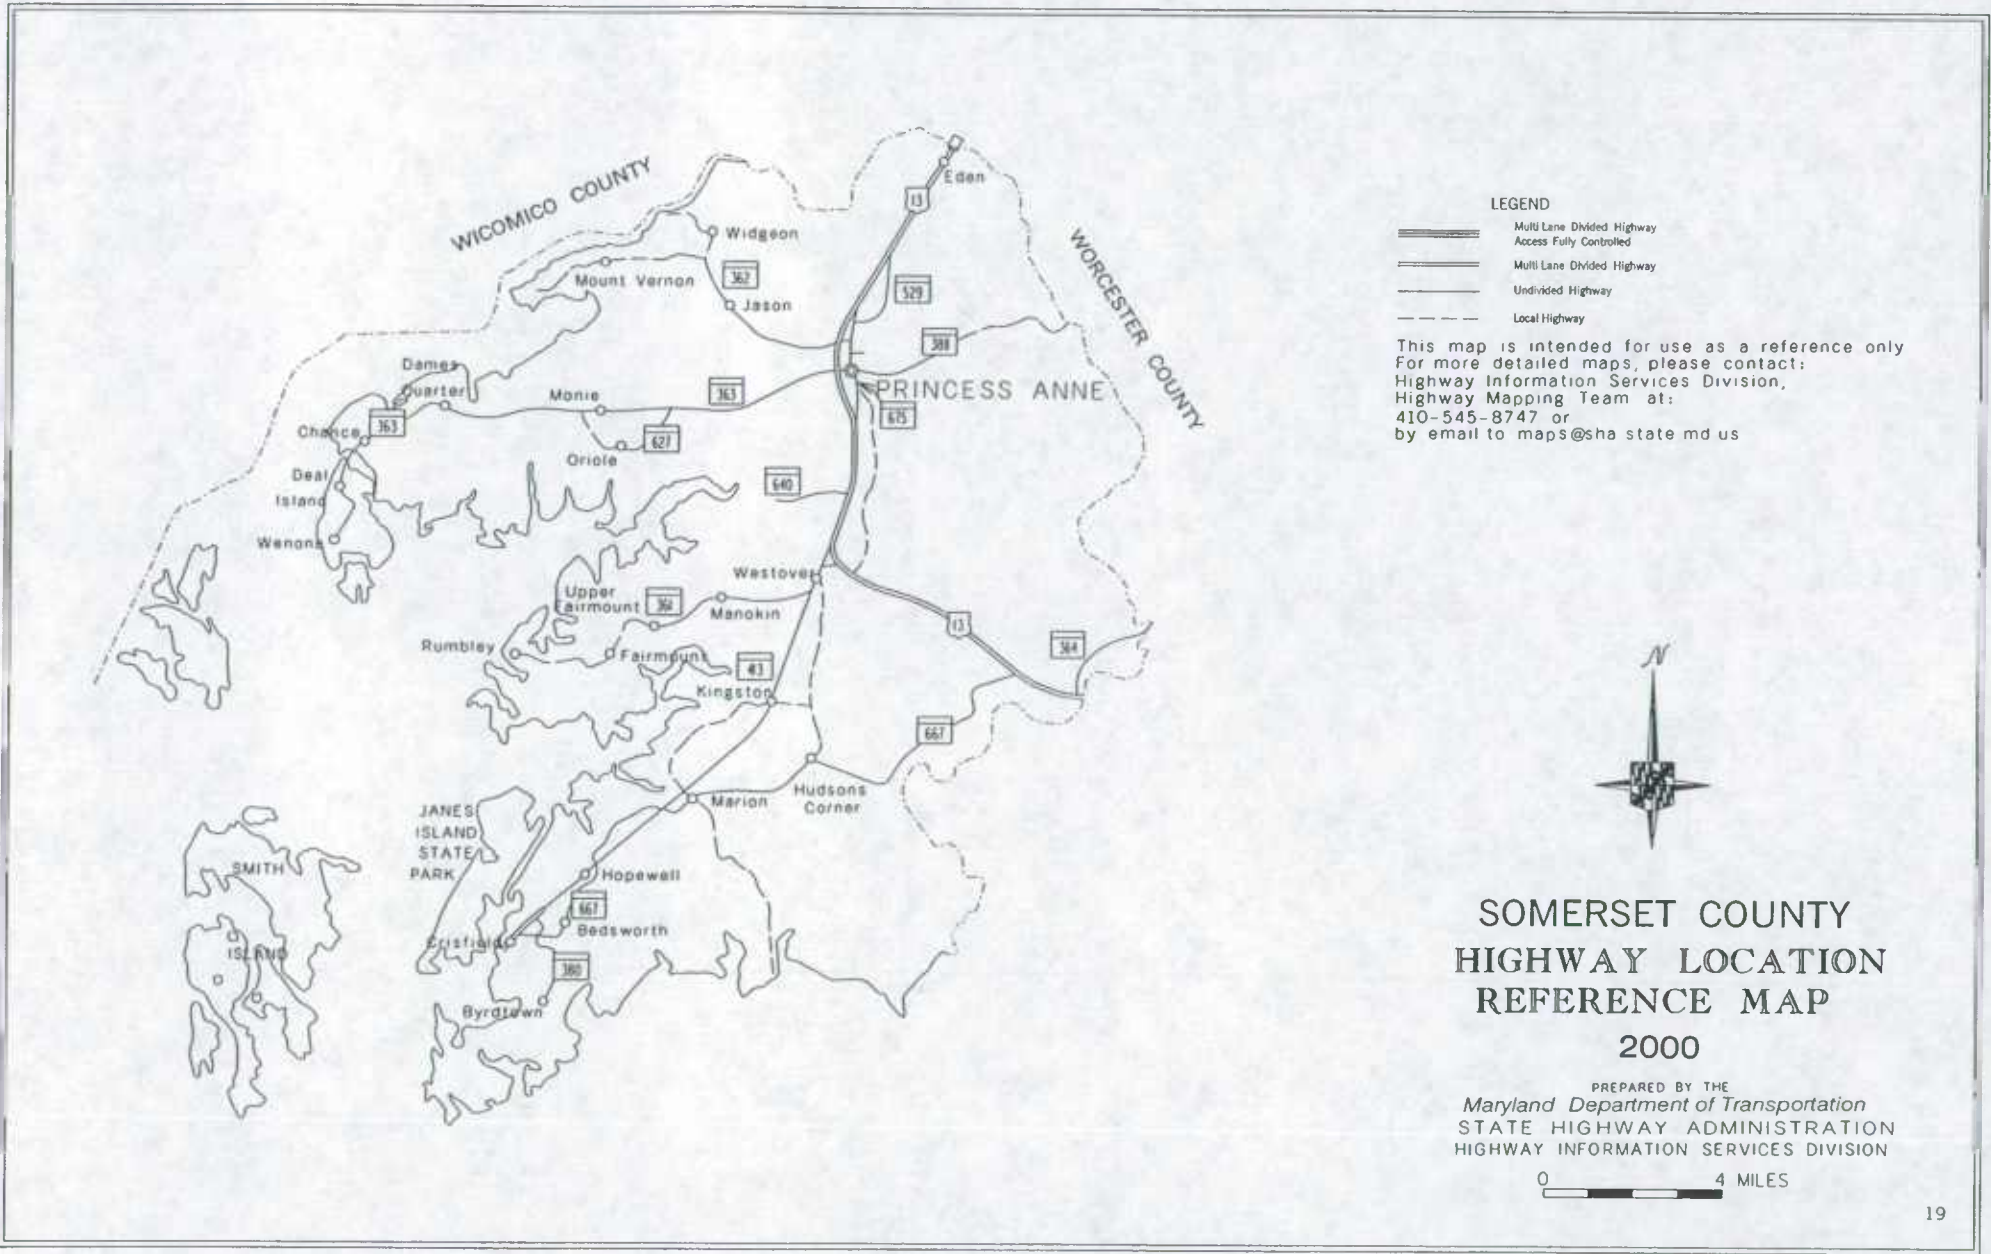 WICOMICO COUNTY
Eden
13
Widgeon
WORCESTER COUNTY
Mount Vernon
362
529
Jason
388
Dames
Quarter
Monie
363
PRINCESS ANNE
675
Chance
363
627
Oriole
Deal
Island
640
Wenona
Westover
Upper
Fairmount
361
Manokin
13
Rumbley
Fairmount
413
364
Kingston
667
Marion
Hudsons
Corner
JANES
ISLAND
STATE
PARK
SMITH
ISLAND
Hopewell
667
Bedsworth
Crisfield
380
Byrdtown
LEGEND
Multi Lane Divided Highway
Access Fully Controlled
Multi Lane Divided Highway
Undivided Highway
Local Highway
This map is intended for use as a reference only
For more detailed maps, please contact:
Highway Information Services Division,
Highway Mapping Team at:
410-545-8747 or
by email to maps@sha state md us
N
SOMERSET COUNTY
HIGHWAY LOCATION
REFERENCE MAP
2000
PREPARED BY THE
Maryland Department of Transportation
STATE HIGHWAY ADMINISTRATION
HIGHWAY INFORMATION SERVICES DIVISION
0 4 MILES
19